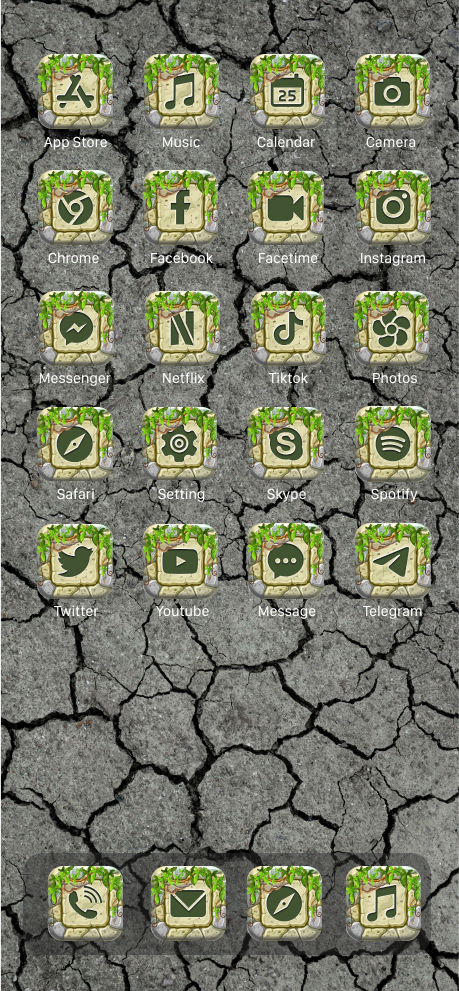 25
App Store Music Calendar Camera
Chrome Facebook Facetime Instagram
Messenger Netflix Tiktok Photos
S
Safari Setting Skype Spotify
Twitter Youtube Message Telegram